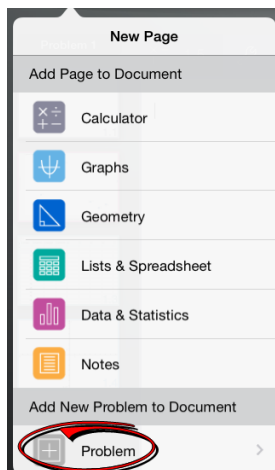 New Page
Add Page to Document
Calculator
Graphs
Geometry
Lists & Spreadsheet
Data & Statistics
Notes
Add New Problem to Document
Problem